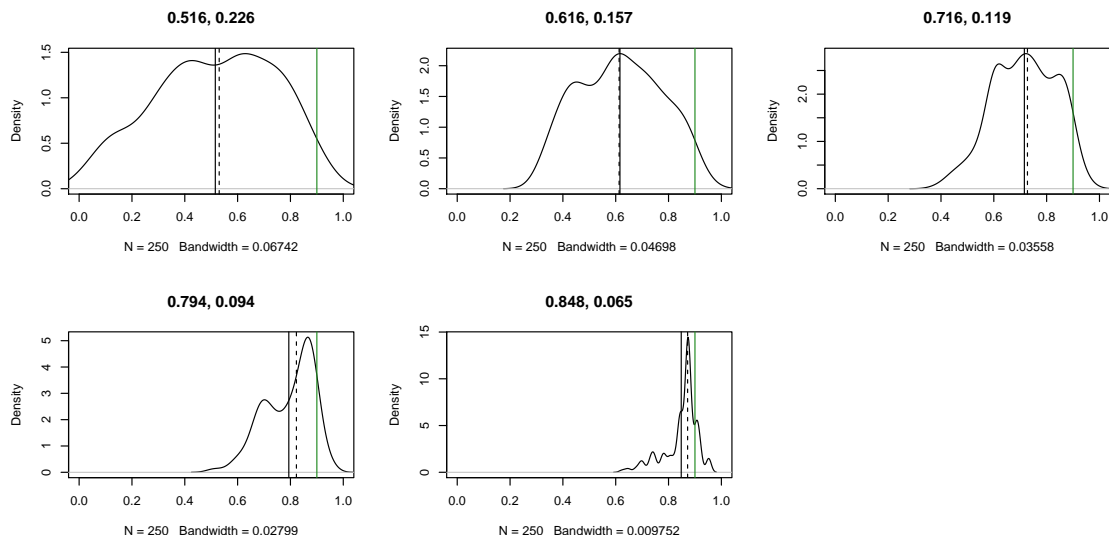 0.516, 0.226
Density
0.0 0.5 1.0 1.5
0.0 0.2 0.4 0.6 0.8 1.0
N = 250 Bandwidth = 0.06742
0.616, 0.157
Density
0.0 0.5 1.0 1.5 2.0
0.0 0.2 0.4 0.6 0.8 1.0
N = 250 Bandwidth = 0.04698
0.716, 0.119
Density
0.0 1.0 2.0
0.0 0.2 0.4 0.6 0.8 1.0
N = 250 Bandwidth = 0.03558
0.794, 0.094
Density
0 1 2 3 4 5
0.0 0.2 0.4 0.6 0.8 1.0
N = 250 Bandwidth = 0.02799
0.848, 0.065
Density
0 5 10 15
0.0 0.2 0.4 0.6 0.8 1.0
N = 250 Bandwidth = 0.009752